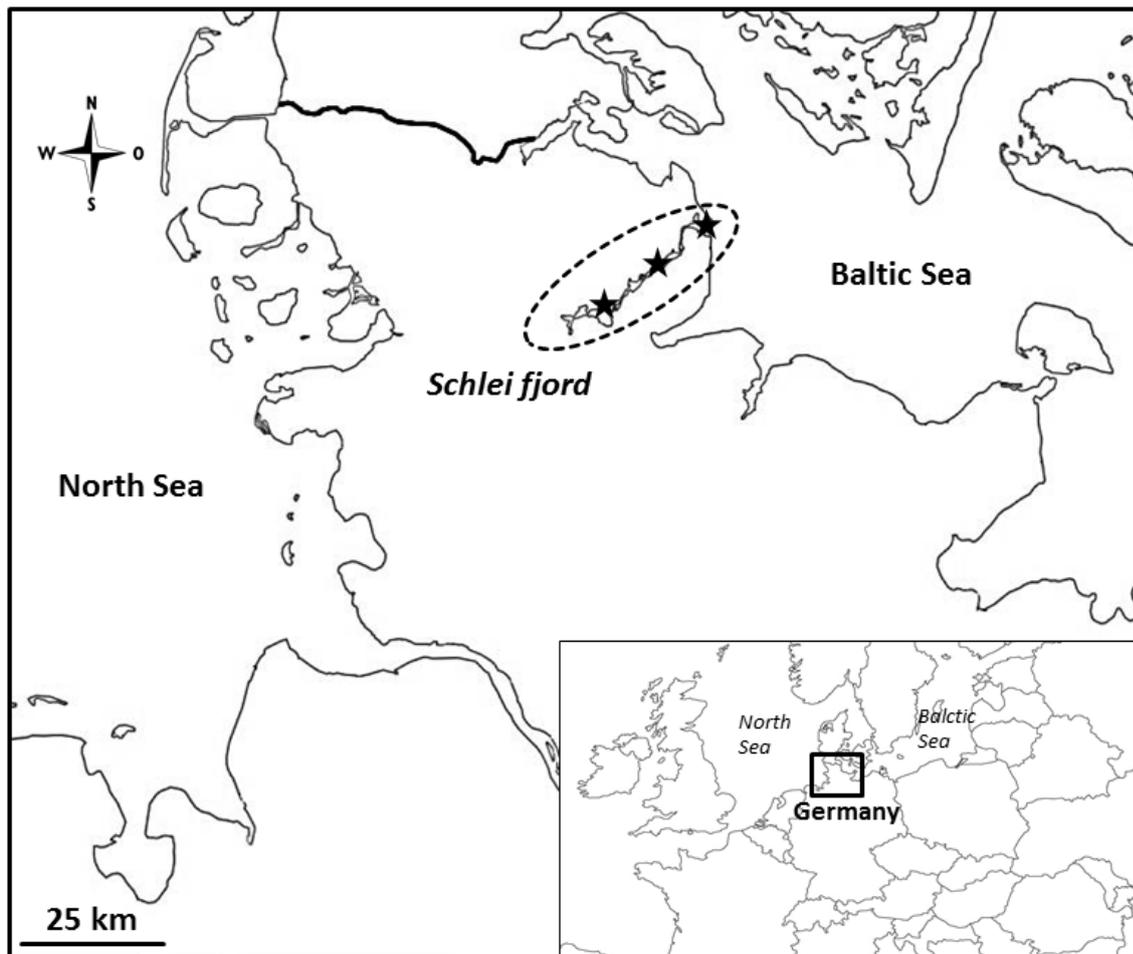 N
W O
S
Baltic Sea
Schlei fjord
North Sea
North
Sea
Balctic
Sea
Germany
25 km